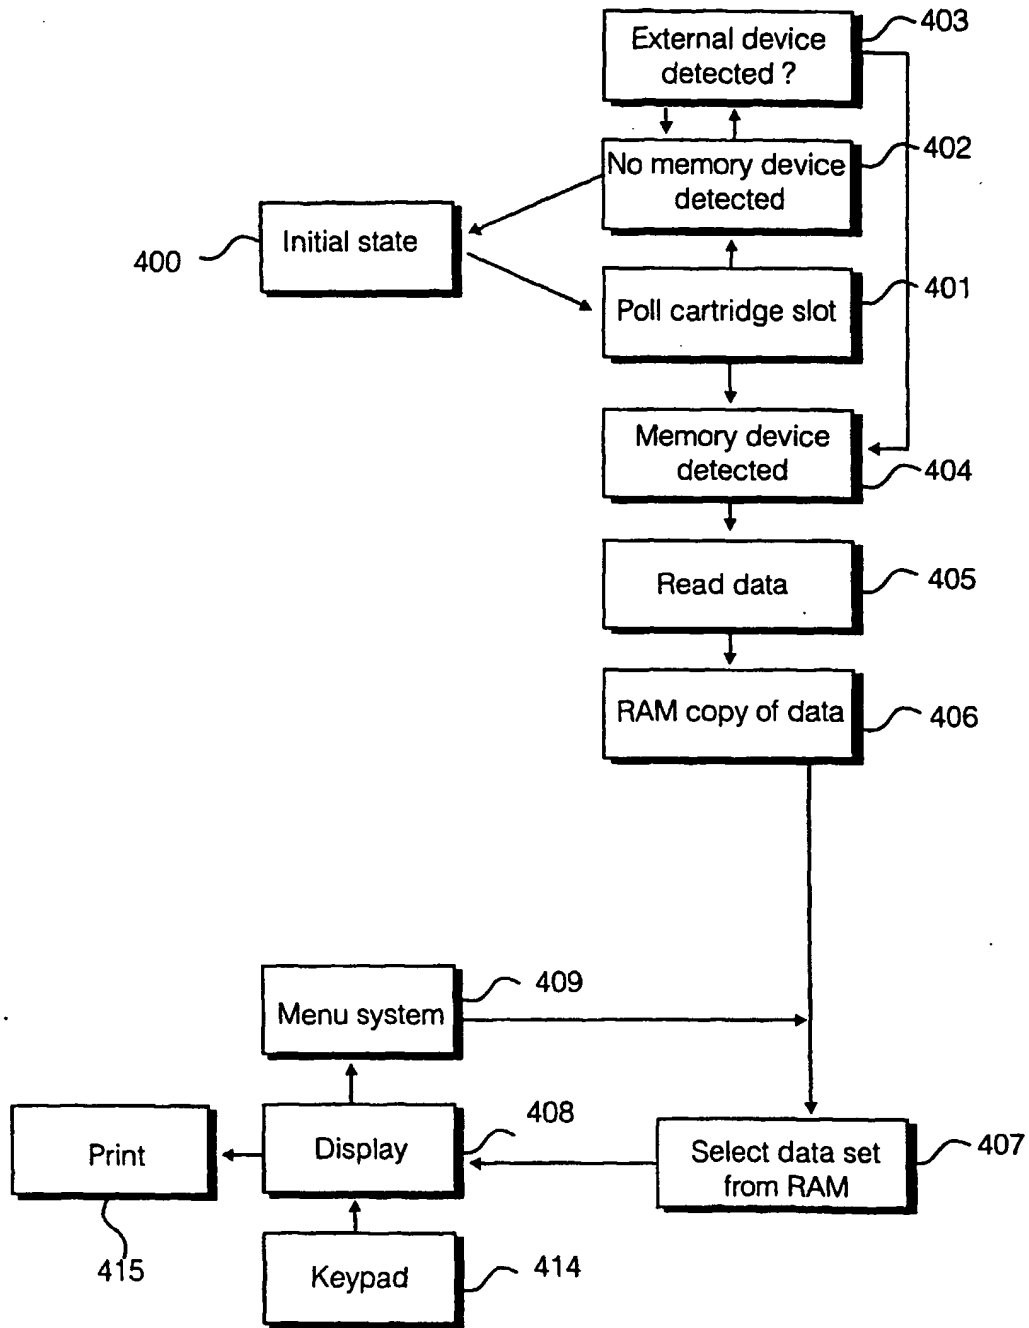 External device
detected ?
403
No memory device
detected
402
Initial state
400
Poll cartridge slot
401
Memory device
detected
404
Read data
405
RAM copy of data
406
Menu system
409
Print
415
Display
408
Select data set
from RAM
407
Keypad
414